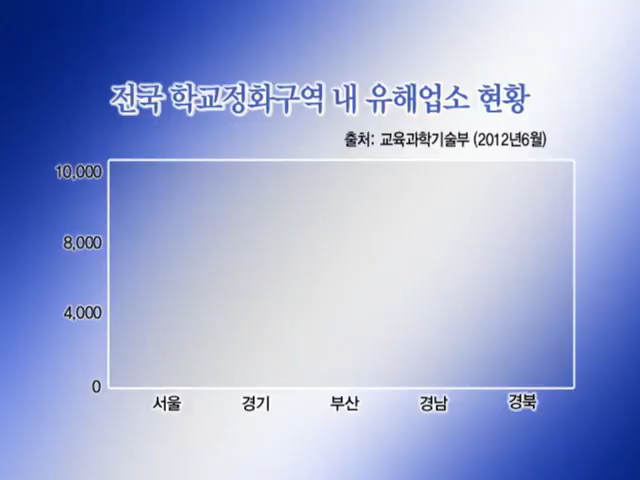 전국 학교정화구역 내 유해업소 현황
출처: 교육과학기술부 (2012년6월)
10,000
8,000
4,000
0
서울 경기 부산 경남 경북